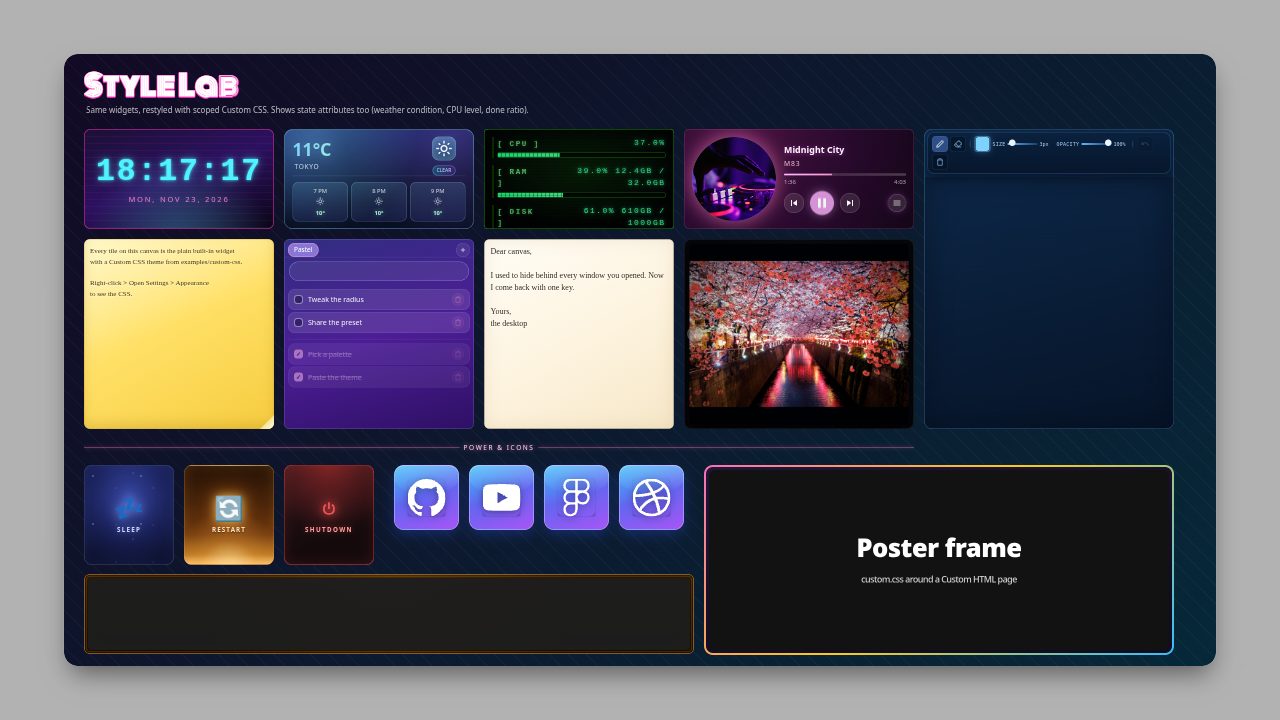 STYLELAB
Same widgets, restyled with scoped Custom CSS. Shows state attributes too (weather condition, CPU level, done ratio).
18:17:17
MON, NOV 23, 2026
11°C
TOKYO
CLEAR
7 PM
10°
8 PM
10°
9 PM
10°
[ CPU ] 37.0%
[ RAM ] 39.0% 12.4GB / 32.0GB
[ DISK ] 61.0% 610GB / 1000GB
Midnight City
M83
1:36 4:03
SIZE 3px OPACITY 100%
Every tile on this canvas is the plain built-in widget
with a Custom CSS theme from examples/custom-css.
Right-click > Open Settings > Appearance
to see the CSS.
Pastel
+
Tweak the radius
Share the preset
Pick a palette
Paste the theme
Dear canvas,
I used to hide behind every window you opened. Now
I come back with one key.
Yours,
the desktop
POWER & ICONS
SLEEP
RESTART
SHUTDOWN
Poster frame
custom.css around a Custom HTML page